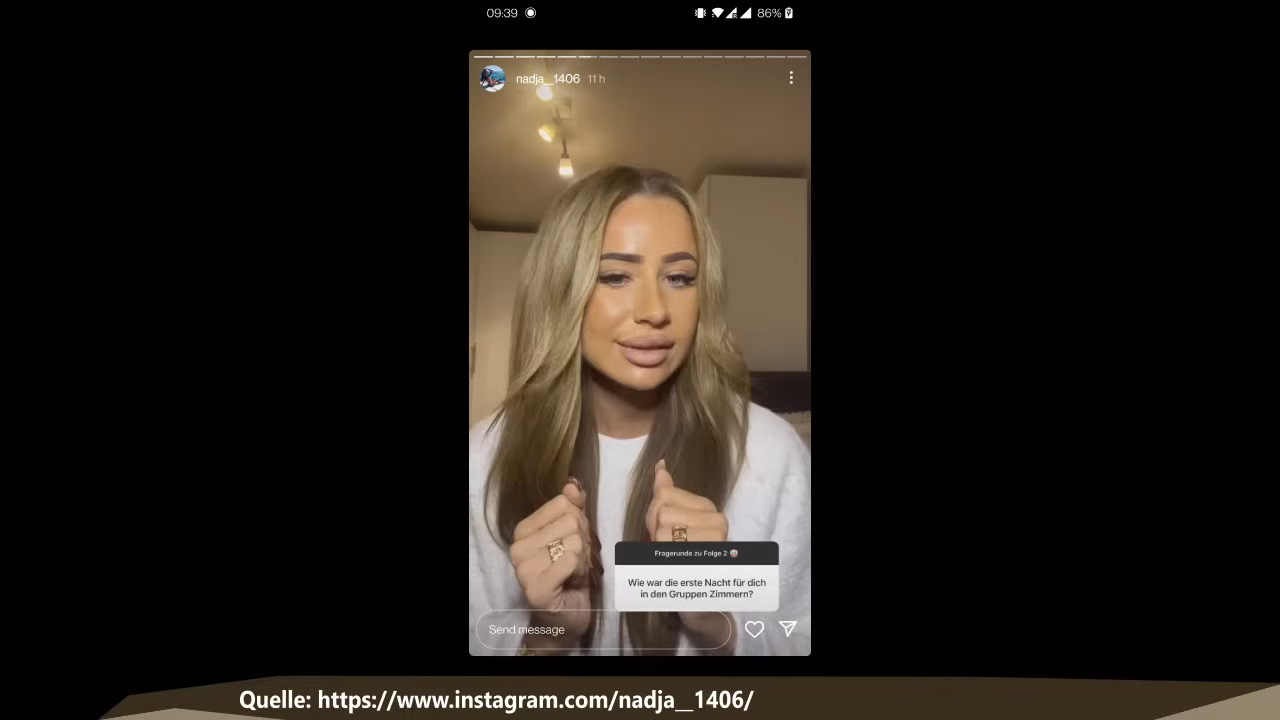 09:39
86%
nadja__1406 11 h
Fragerunde zu Folge 2
Wie war die erste Nacht für dich
in den Gruppen Zimmern?
Send message
Quelle: https://www.instagram.com/nadja__1406/